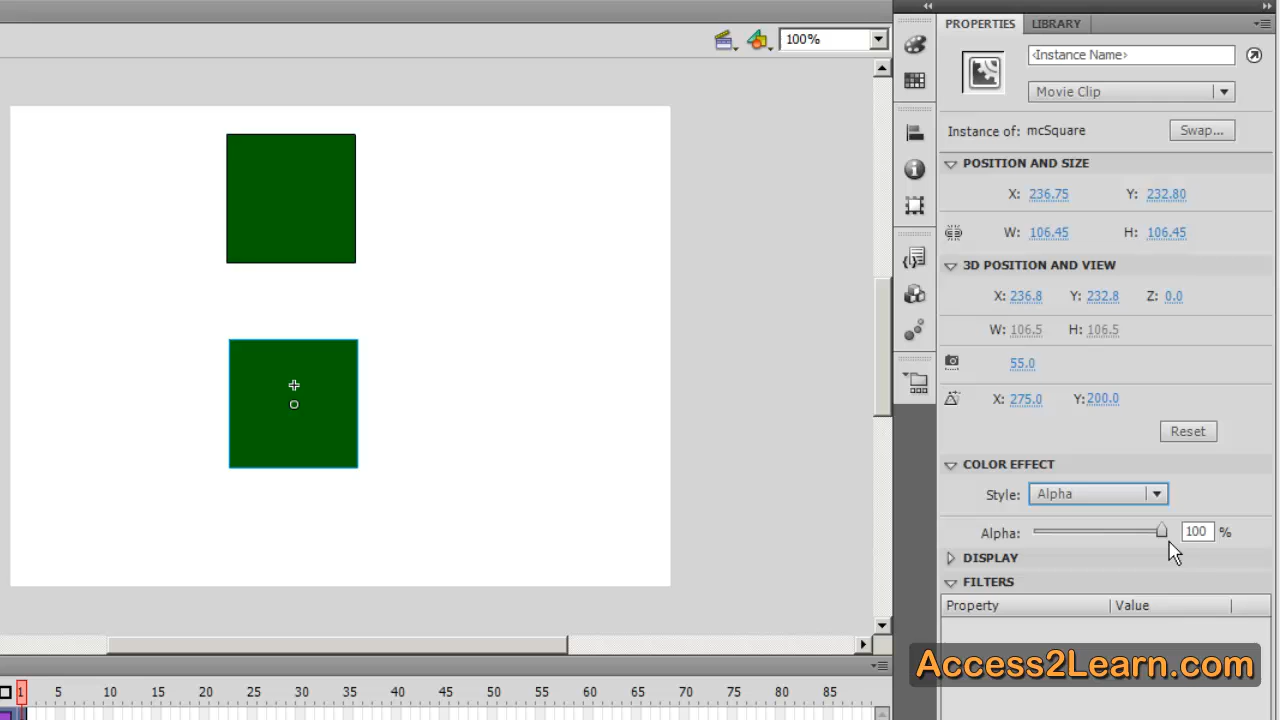 PROPERTIES LIBRARY
100%
<Instance Name>
Movie Clip
Instance of: mcSquare Swap...
POSITION AND SIZE
X: 236.75 Y: 232.80
W: 106.45 H: 106.45
3D POSITION AND VIEW
X: 236.8 Y: 232.8 Z: 0.0
W: 106.5 H: 106.5
55.0
X: 275.0 Y: 200.0
Reset
COLOR EFFECT
Style: Alpha
Alpha: 100 %
DISPLAY
FILTERS
Property Value
Access2Learn.com
1 5 10 15 20 25 30 35 40 45 50 55 60 65 70 75 80 85